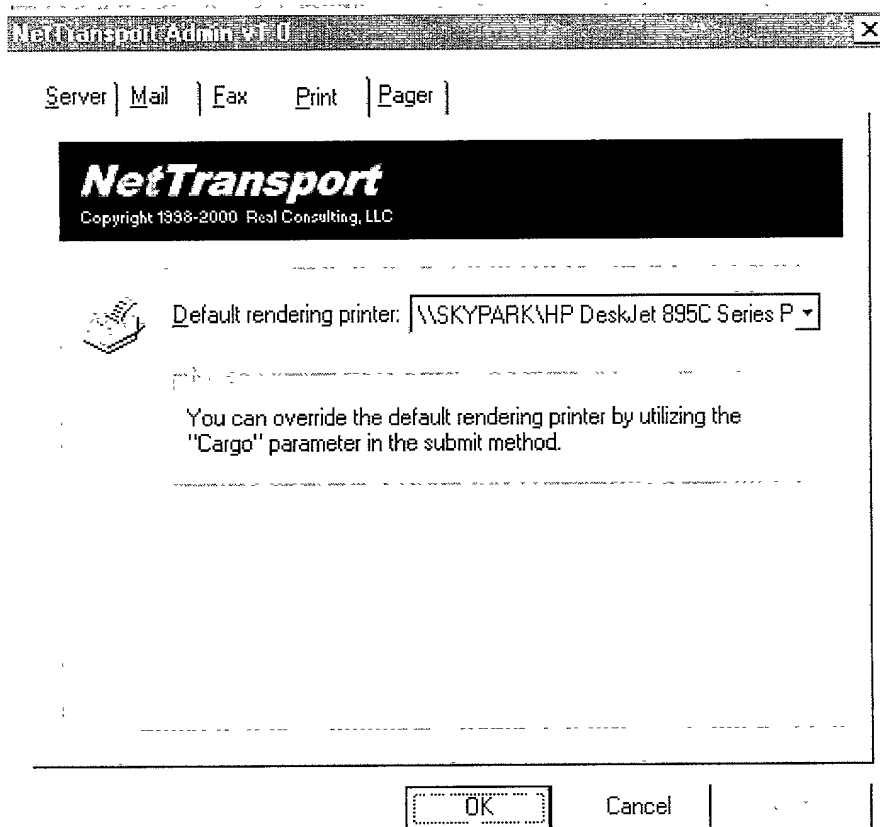 NetTransport Admin v1.0
Server Mail Fax Print Pager
NetTransport
Copyright 1998-2000 Real Consulting, LLC
Default rendering printer: \\SKYPARK\HP DeskJet 895C Series P
You can override the default rendering printer by utilizing the
"Cargo" parameter in the submit method.
OK Cancel